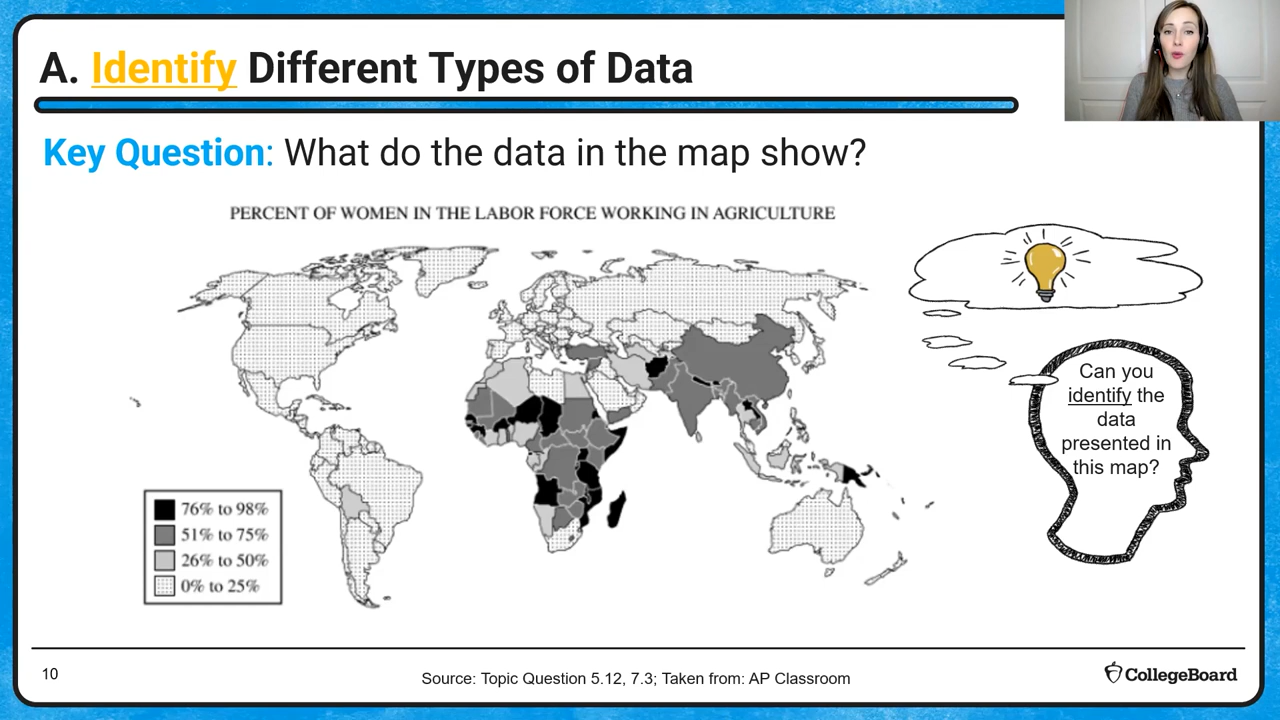 A. Identify Different Types of Data
Key Question: What do the data in the map show?
PERCENT OF WOMEN IN THE LABOR FORCE WORKING IN AGRICULTURE
76% to 98%
51% to 75%
26% to 50%
0% to 25%
Can you
identify the
data
presented in
this map?
10
Source: Topic Question 5.12, 7.3; Taken from: AP Classroom
CollegeBoard